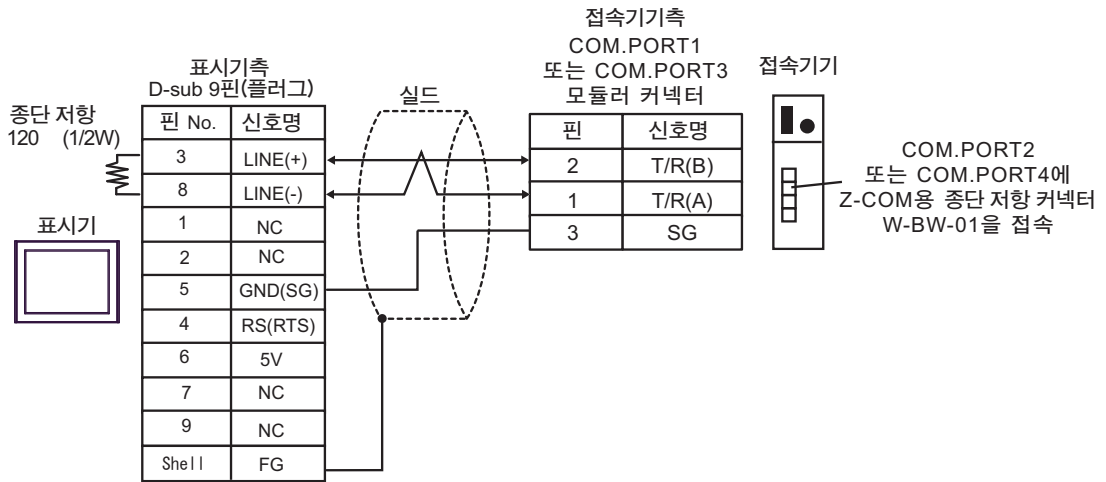 접속기기측
COM.PORT1
또는 COM.PORT3
모듈러 커넥터
접속기기
표시기측
D-sub 9핀(플러그)
실드
종단 저항
120 (1/2W)
핀 No. 신호명
3 LINE(+)
8 LINE(-)
1 NC
2 NC
5 GND(SG)
4 RS(RTS)
6 5V
7 NC
9 NC
Shell FG
표시기
핀 신호명
2 T/R(B)
1 T/R(A)
3 SG
COM.PORT2
또는 COM.PORT4에
Z-COM용 종단 저항 커넥터
W-BW-01을 접속